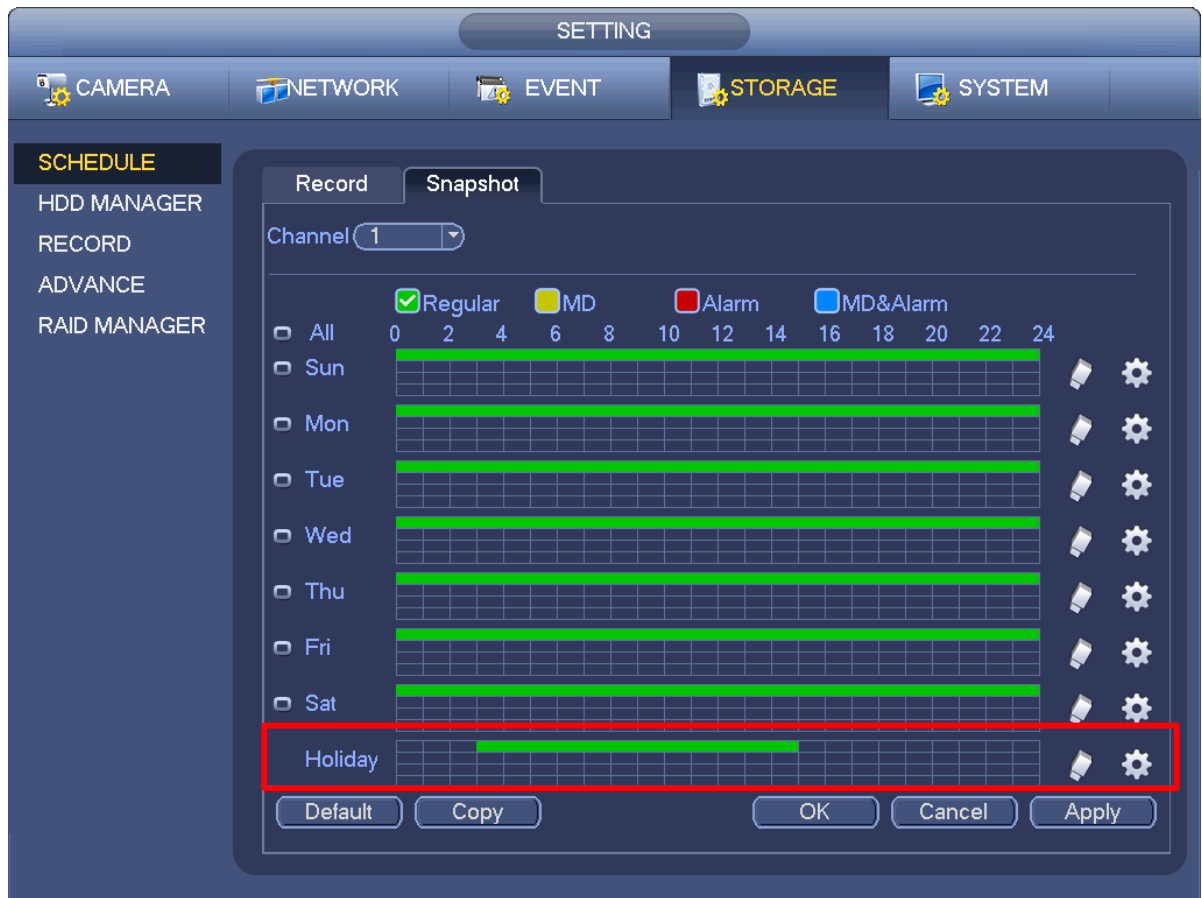 SETTING
CAMERA NETWORK EVENT STORAGE SYSTEM
SCHEDULE
HDD MANAGER
RECORD
ADVANCE
RAID MANAGER
Record Snapshot
Channel 1
Regular MD Alarm MD&Alarm
All 0 2 4 6 8 10 12 14 16 18 20 22 24
Sun
Mon
Tue
Wed
Thu
Fri
Sat
Holiday
Default Copy OK Cancel Apply